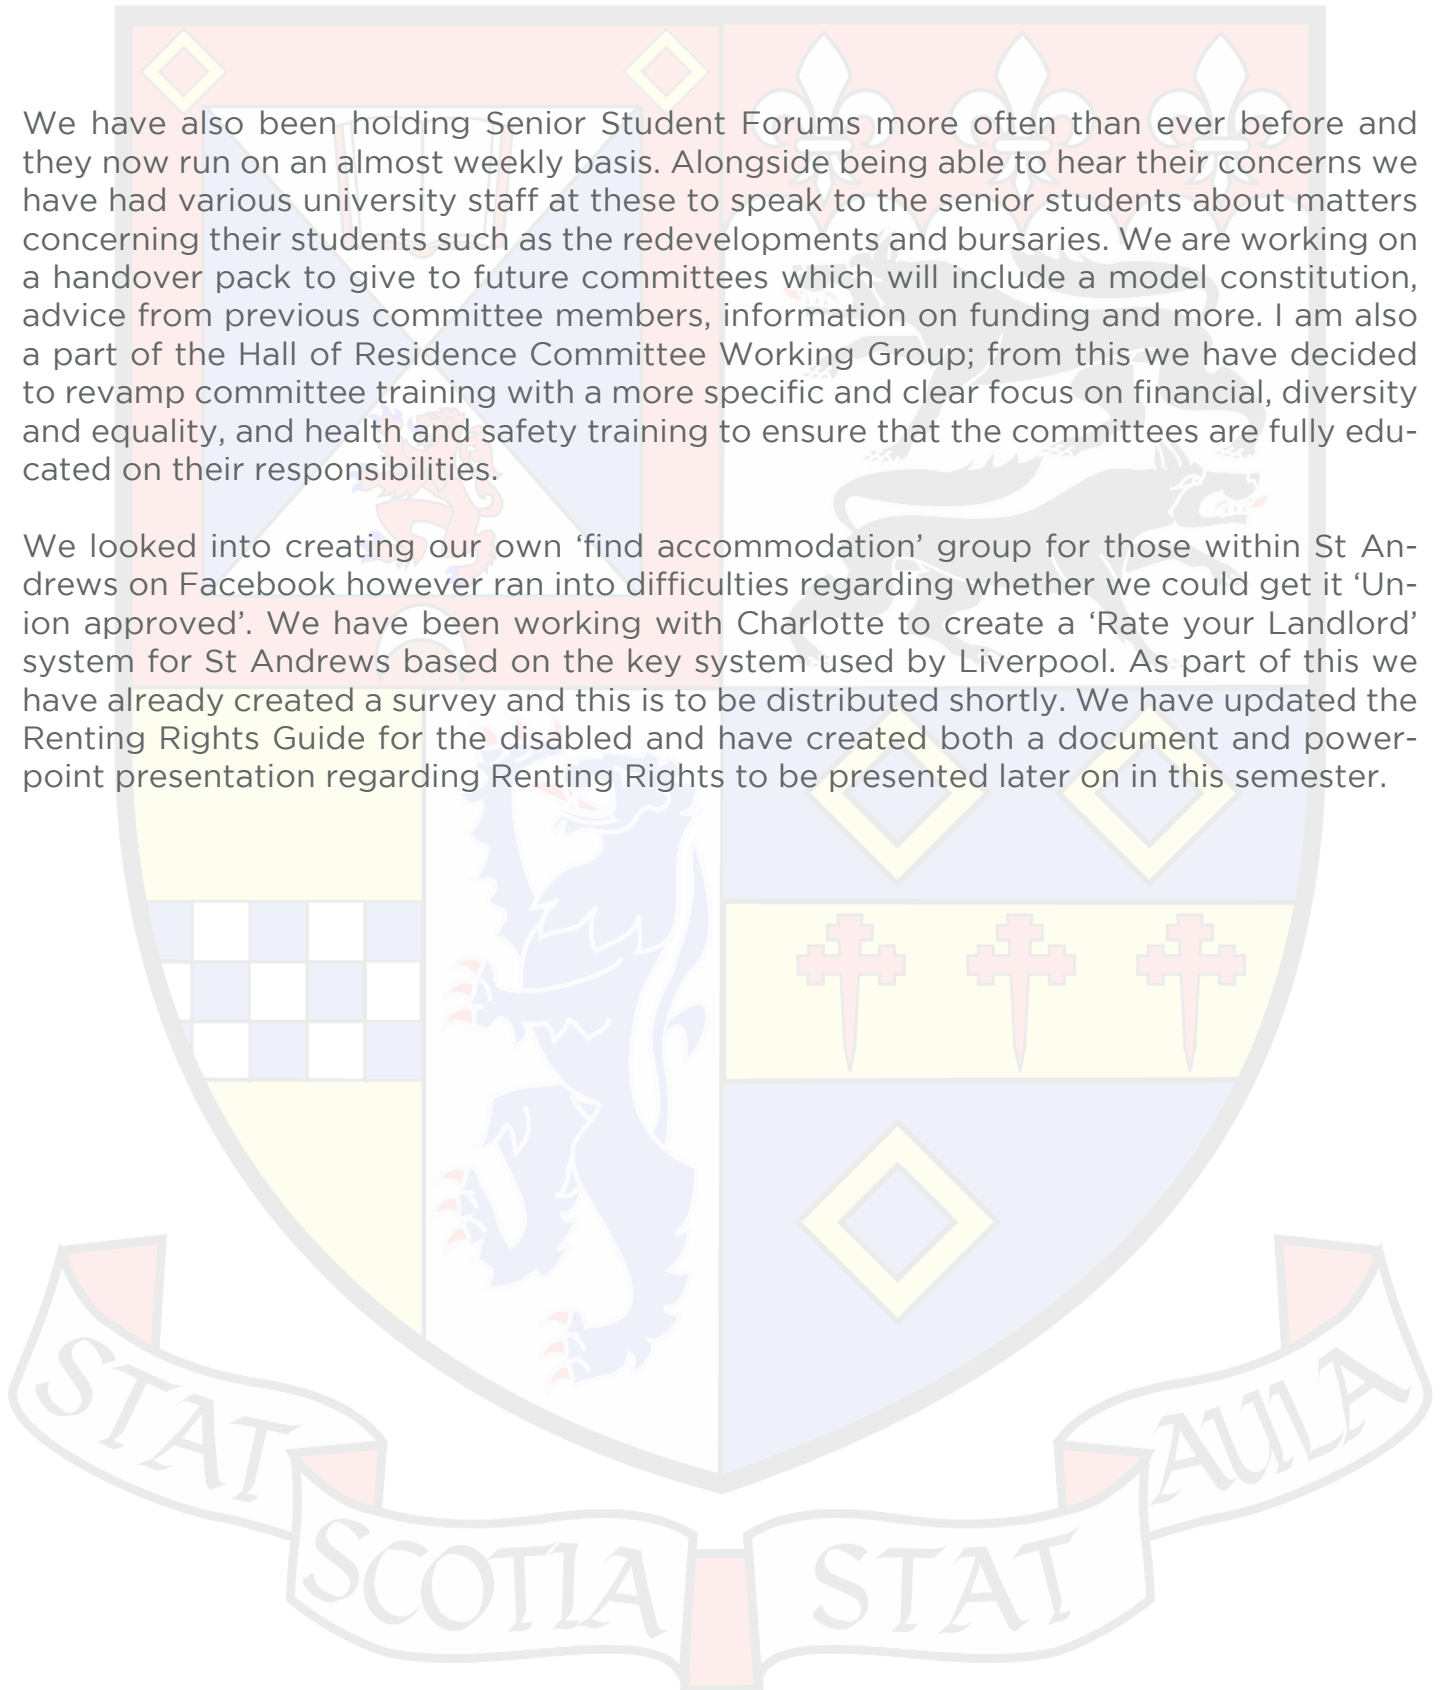 We have also been holding Senior Student Forums more often than ever before and
they now run on an almost weekly basis. Alongside being able to hear their concerns we
have had various university staff at these to speak to the senior students about matters
concerning their students such as the redevelopments and bursaries. We are working on
a handover pack to give to future committees which will include a model constitution,
advice from previous committee members, information on funding and more. I am also
a part of the Hall of Residence Committee Working Group; from this we have decided
to revamp committee training with a more specific and clear focus on financial, diversity
and equality, and health and safety training to ensure that the committees are fully edu-
cated on their responsibilities.
We looked into creating our own ‘find accommodation’ group for those within St An-
drews on Facebook however ran into difficulties regarding whether we could get it ‘Un-
ion approved’. We have been working with Charlotte to create a ‘Rate your Landlord’
system for St Andrews based on the key system used by Liverpool. As part of this we
have already created a survey and this is to be distributed shortly. We have updated the
Renting Rights Guide for the disabled and have created both a document and power-
point presentation regarding Renting Rights to be presented later on in this semester.
STAT
SCOTIA
STAT
AULA